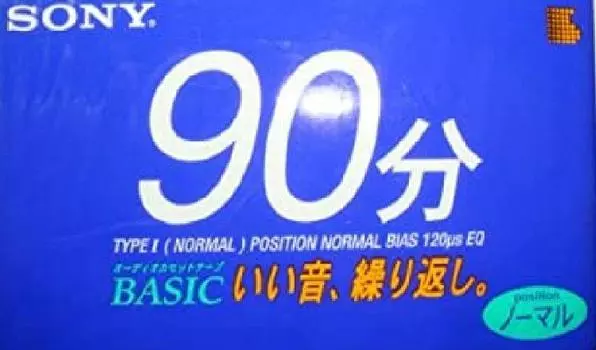 SONY.
90分
TYPE I (NORMAL) POSITION NORMAL BIAS 120μs EQ
オーディオカセットテープ
BASIC いい音、繰り返し。
position
ノーマル